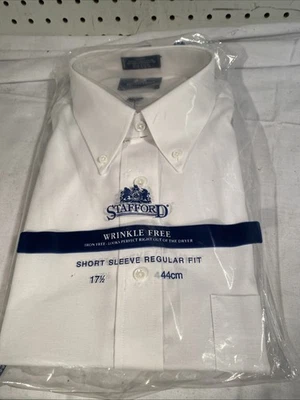 STAFFORD
WRINKLE FREE
IRON FREE · LOOKS PERFECT RIGHT OUT OF THE DRYER
SHORT SLEEVE REGULAR FIT
17½ 44cm